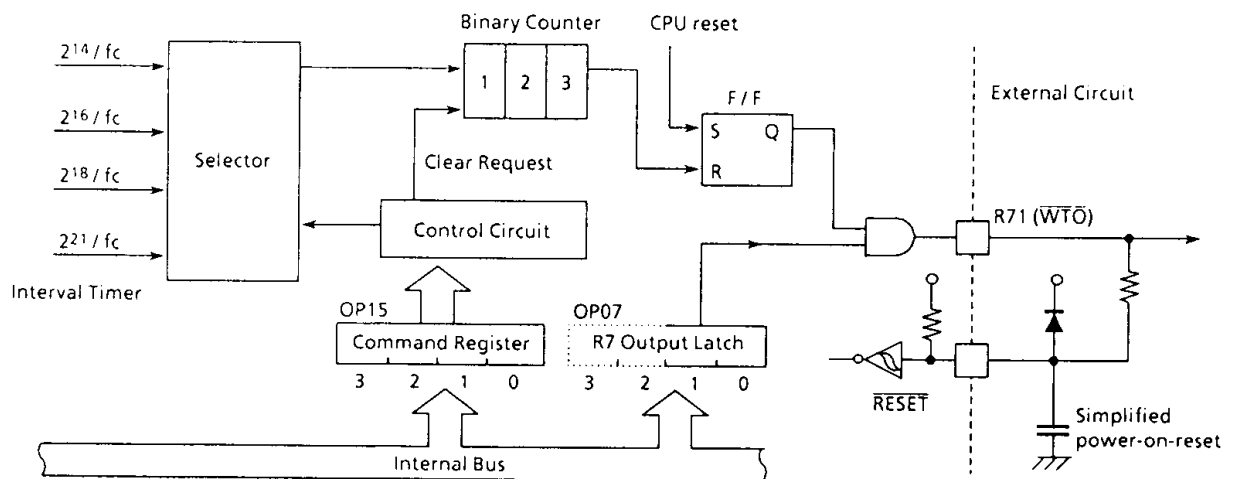 Binary Counter
CPU reset
2¹⁴ / fc
1 2 3
F / F
External Circuit
2¹⁶ / fc
S Q
Selector
Clear Request
R
2¹⁸ / fc
R71 (W̅T̅O̅)
Control Circuit
2²¹ / fc
Interval Timer
OP15
OP07
Command Register
R7 Output Latch
3 2 1 0
3 2 1 0
R̅E̅S̅E̅T̅
Simplified
power-on-reset
Internal Bus